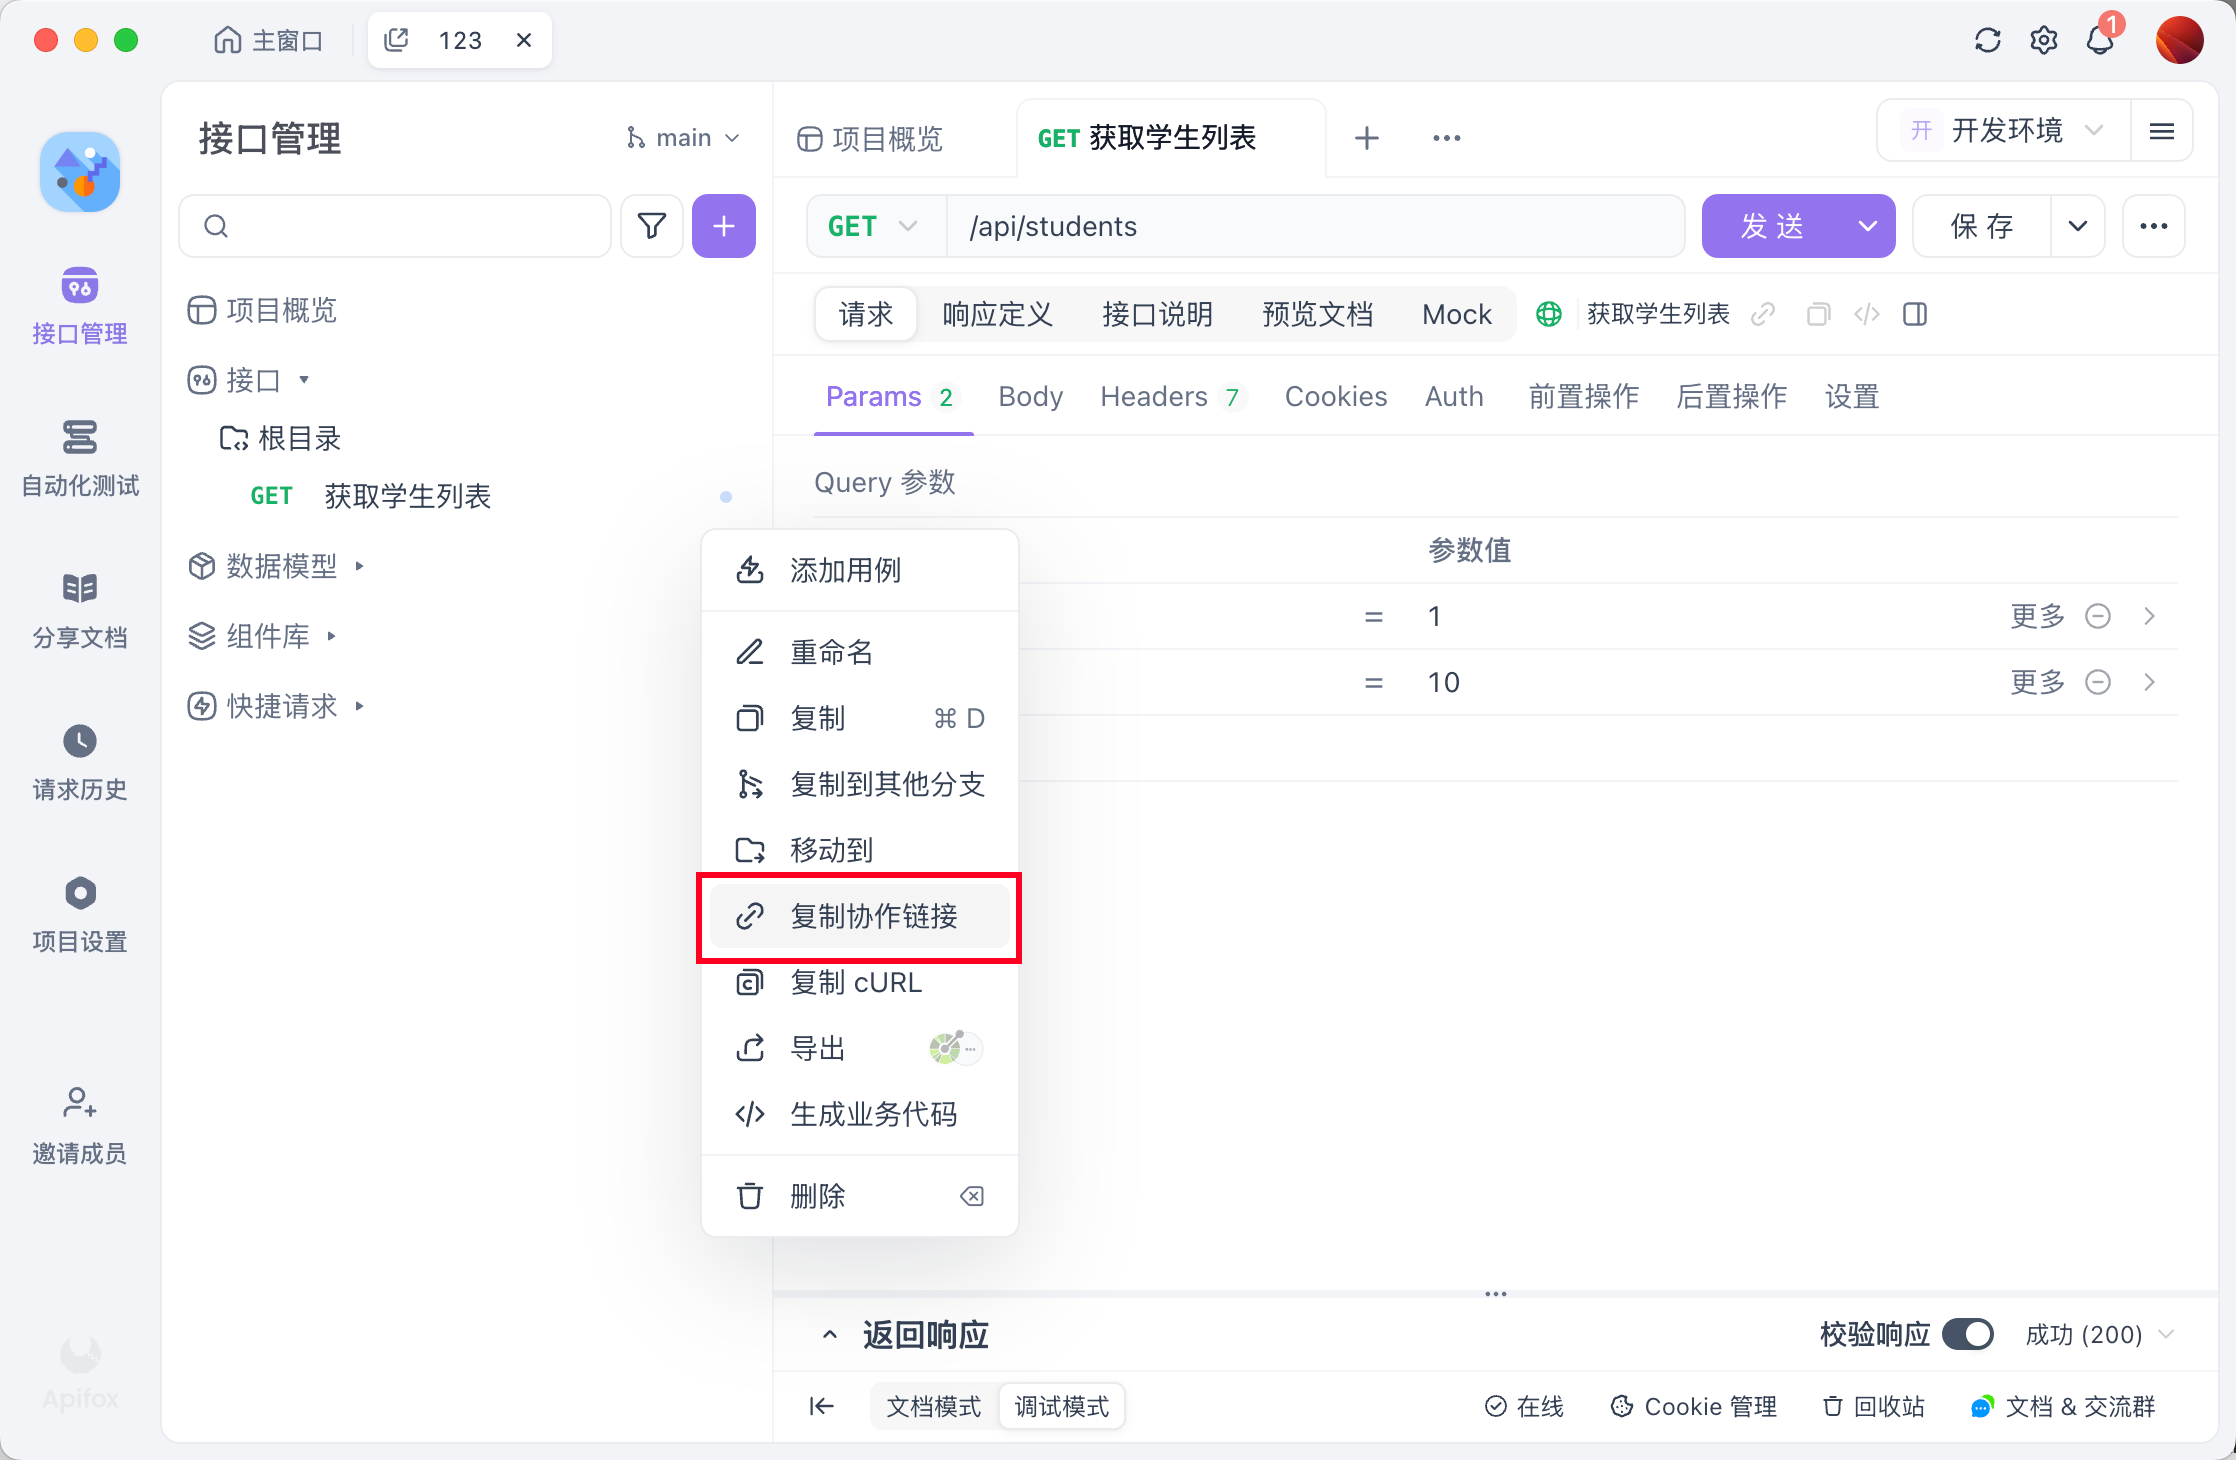 主窗口
123
1
接口管理
main
项目概览
GET 获取学生列表
开 开发环境
GET
/api/students
发 送
保 存
接口管理
自动化测试
分享文档
请求历史
项目设置
邀请成员
Apifox
项目概览
接口
根目录
GET 获取学生列表
数据模型
组件库
快捷请求
请求
响应定义
接口说明
预览文档
Mock
获取学生列表
Params 2
Body
Headers 7
Cookies
Auth
前置操作
后置操作
设置
Query 参数
参数值
= 1 更多
= 10 更多
添加用例
重命名
复制 ⌘ D
复制到其他分支
移动到
复制协作链接
复制 cURL
导出
生成业务代码
删除
返回响应
校验响应
成功 (200)
文档模式
调试模式
在线
Cookie 管理
回收站
文档 & 交流群